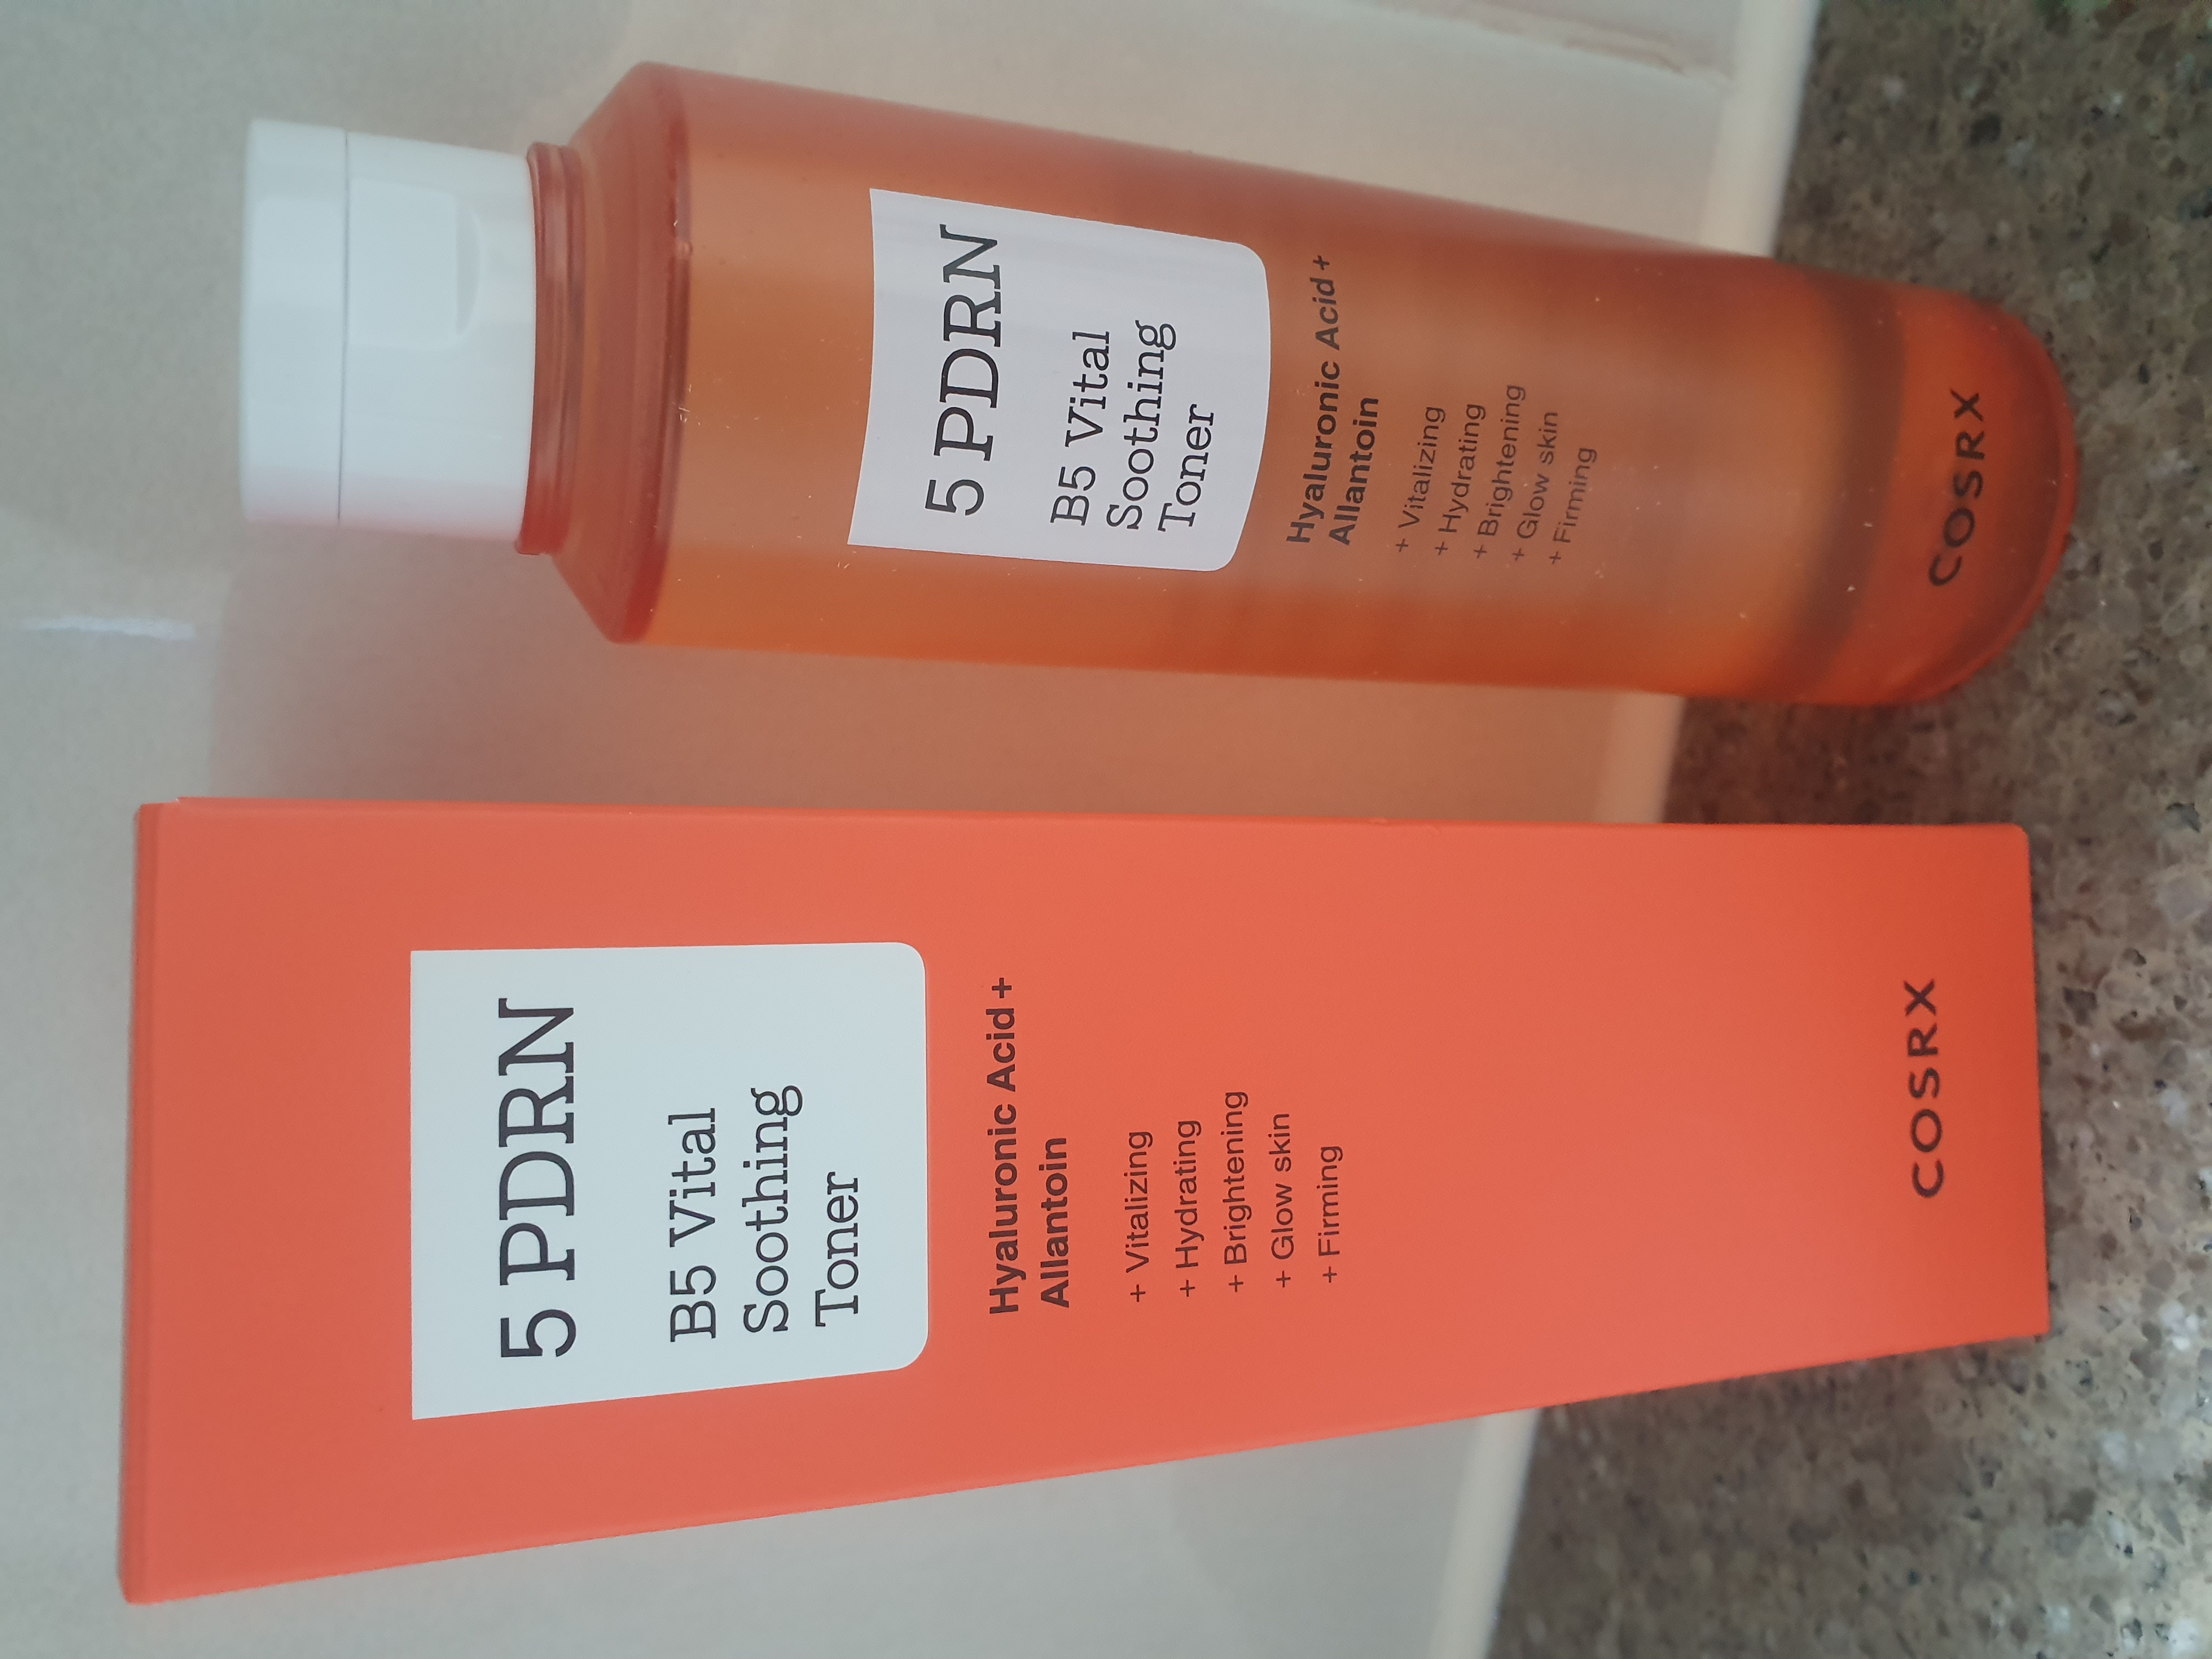 5 PDRN
B5 Vital
Soothing
Toner
Hyaluronic Acid +
Allantoin
+ Vitalizing
+ Hydrating
+ Brightening
+ Glow skin
+ Firming
COSRX
5 PDRN
B5 Vital
Soothing
Toner
Hyaluronic Acid +
Allantoin
+ Vitalizing
+ Hydrating
+ Brightening
+ Glow skin
+ Firming
COSRX